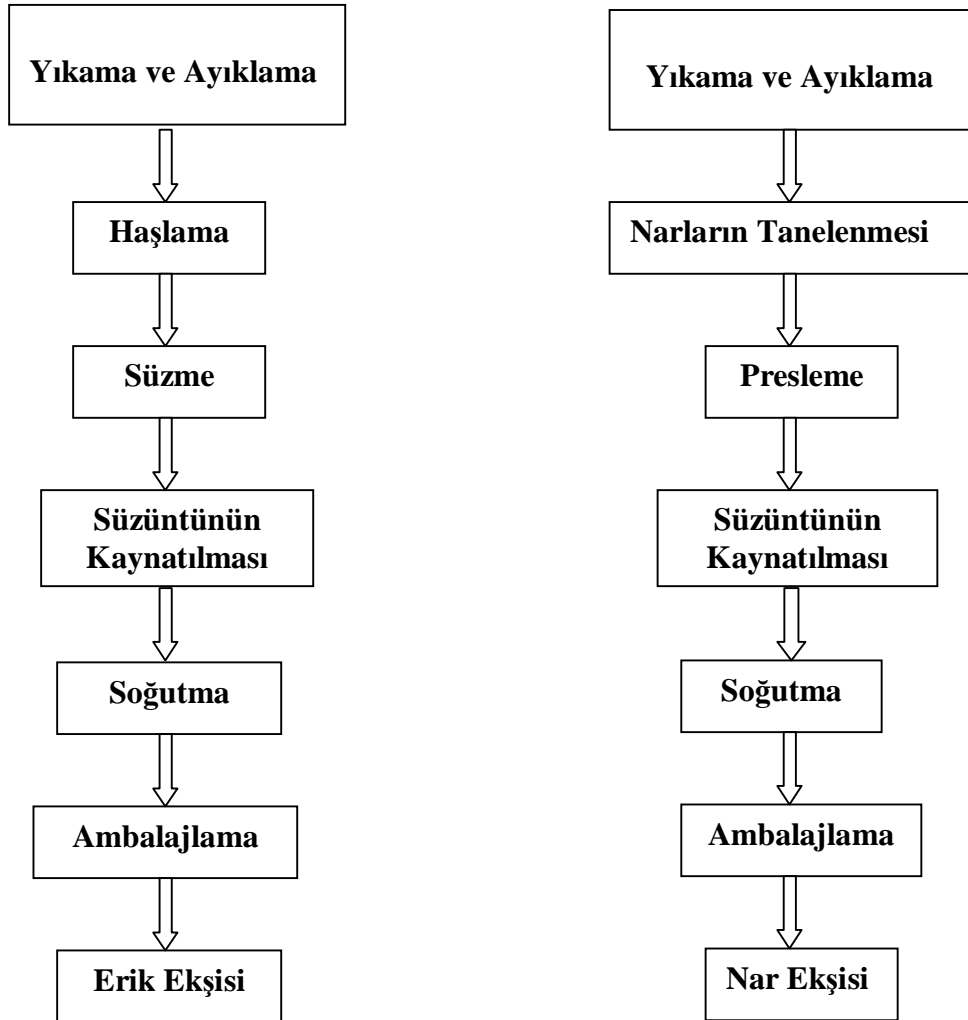 Yıkama ve Ayıklama
Haşlama
Süzme
Süzüntünün
Kaynatılması
Soğutma
Ambalajlama
Erik Ekşisi
Yıkama ve Ayıklama
Narların Tanelenmesi
Presleme
Süzüntünün
Kaynatılması
Soğutma
Ambalajlama
Nar Ekşisi